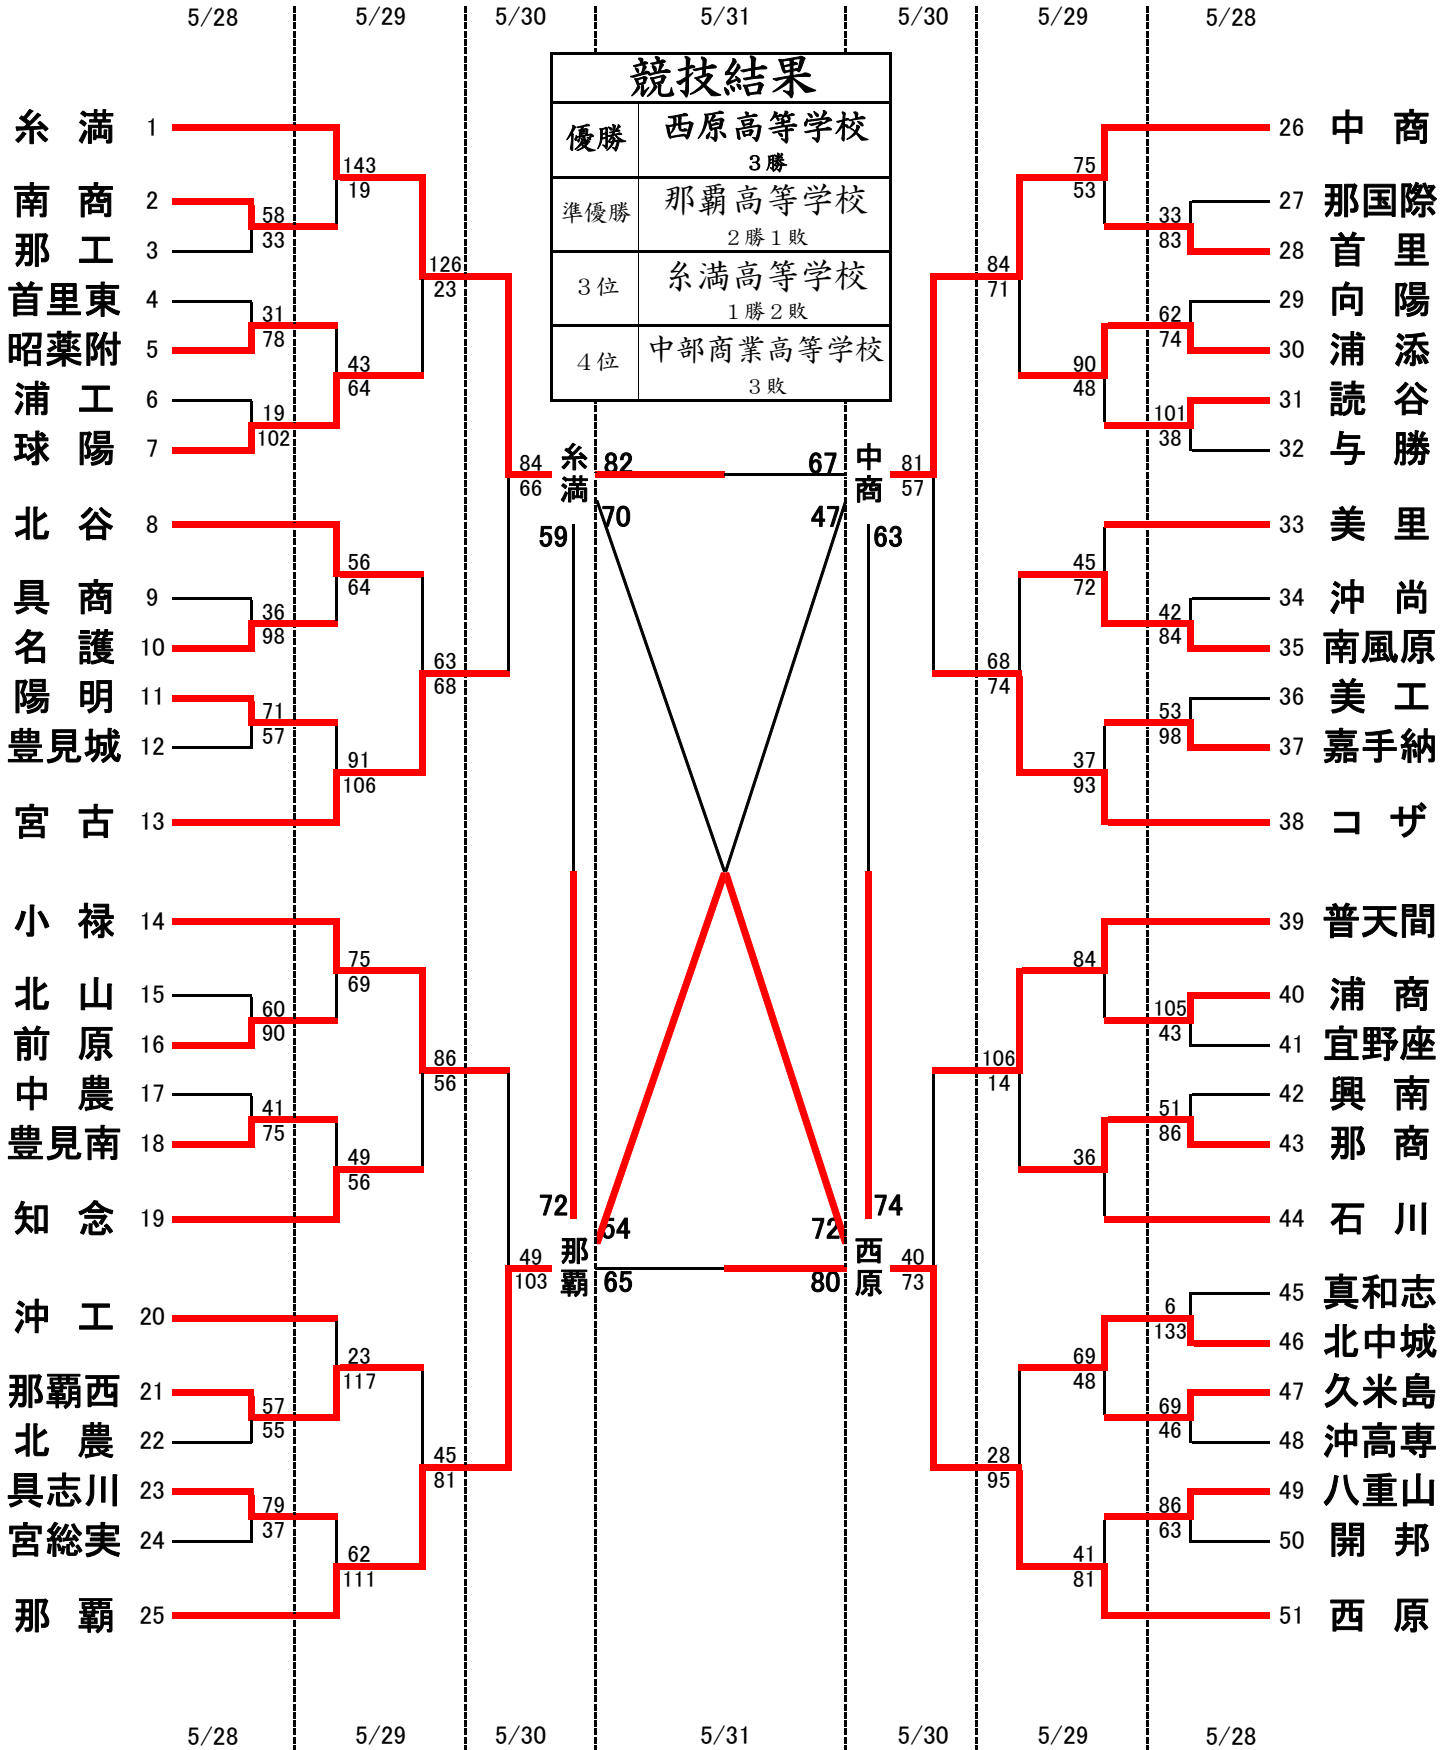 5/28 5/29 5/30 5/31 5/30 5/29 5/28
競技結果
優勝 西原高等学校
3勝
準優勝 那覇高等学校
2勝1敗
3位 糸満高等学校
1勝2敗
4位 中部商業高等学校
3敗
糸満 1
143
19
南商 2
58
33
那工 3
126
23
首里東 4
31
78
昭薬附 5
43
64
浦工 6
19
102
球陽 7
84
66
北谷 8
56
64
具商 9
36
98
名護 10
63
68
陽明 11
71
57
豊見城 12
91
106
宮古 13
小禄 14
75
69
北山 15
60
90
前原 16
86
56
中農 17
41
75
豊見南 18
49
56
知念 19
49
103
沖工 20
23
117
那覇西 21
57
55
北農 22
45
81
具志川 23
79
37
宮総実 24
62
111
那覇 25
糸満 82 67 中商
70 47
59 63
72 74
54 72
那覇 65 80 西原
26 中商
75
53
27 那国際
33
83
28 首里
84
71
29 向陽
62
74
30 浦添
90
48
31 読谷
101
38
32 与勝
81
57
33 美里
45
72
34 沖尚
42
84
35 南風原
68
74
36 美工
53
98
37 嘉手納
37
93
38 コザ
39 普天間
84
40 浦商
105
43
41 宜野座
106
14
42 興南
51
86
43 那商
36
44 石川
40
73
45 真和志
6
133
46 北中城
69
48
47 久米島
69
46
48 沖高専
28
95
49 八重山
86
63
50 開邦
41
81
51 西原
5/28 5/29 5/30 5/31 5/30 5/29 5/28